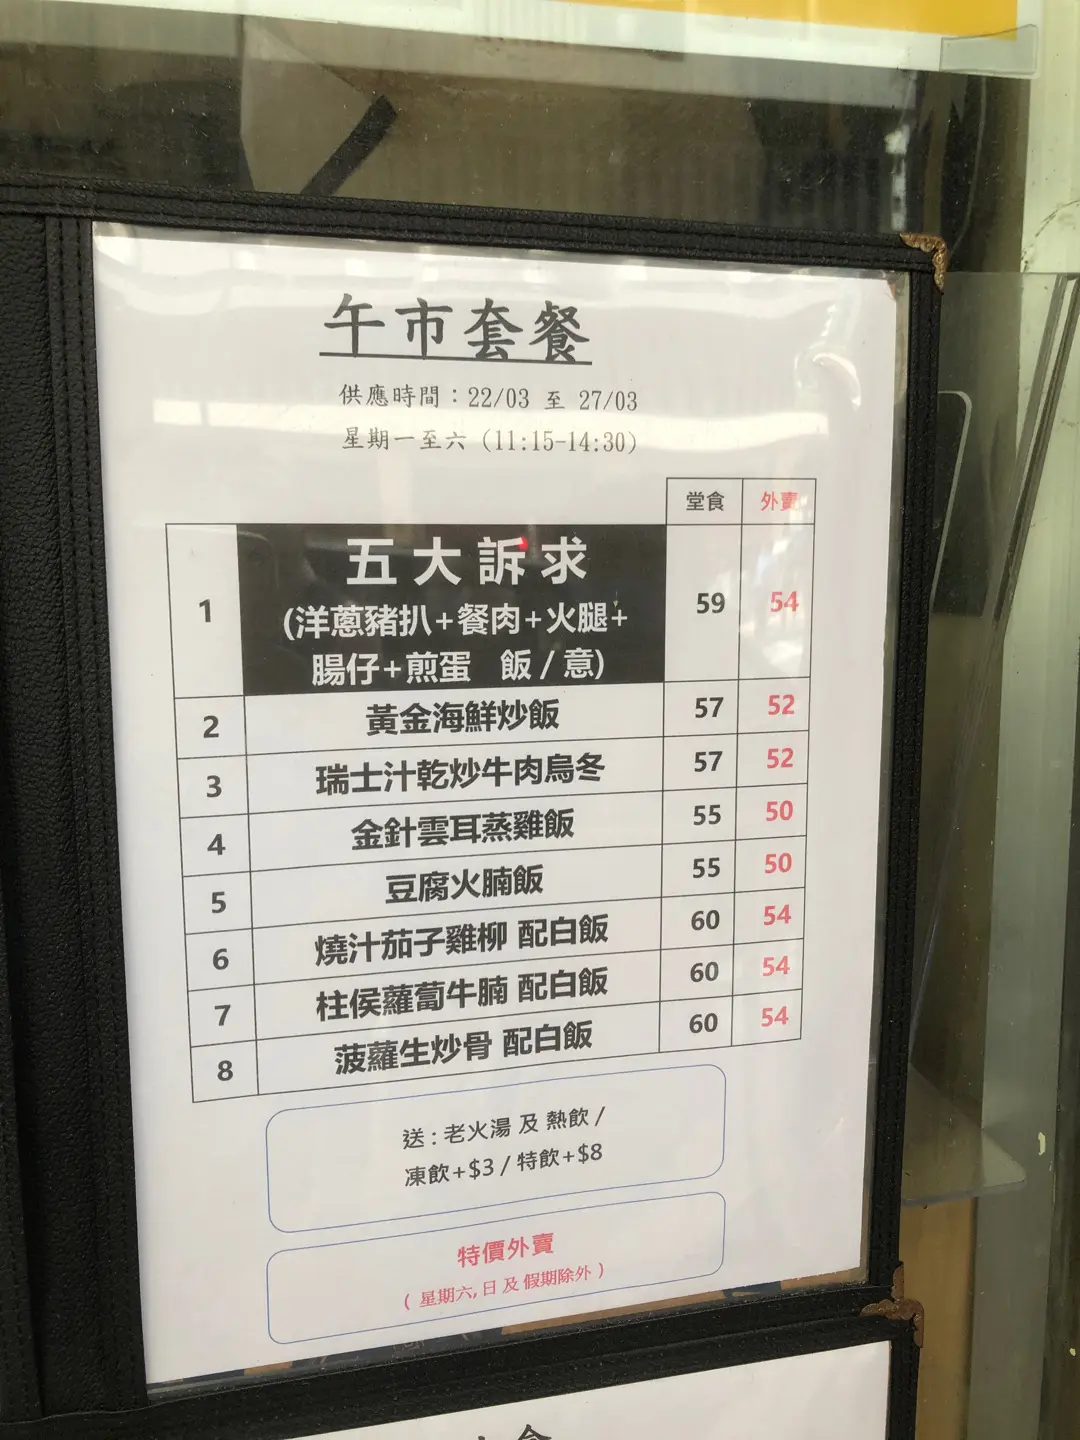 午市套餐
供應時間：22/03 至 27/03
星期一至六 (11:15-14:30)
堂食 外賣
1 五大訴求 59 54
(洋蔥豬扒+餐肉+火腿+
腸仔+煎蛋 飯 / 意)
2 黃金海鮮炒飯 57 52
3 瑞士汁乾炒牛肉烏冬 57 52
4 金針雲耳蒸雞飯 55 50
5 豆腐火腩飯 55 50
6 燒汁茄子雞柳 配白飯 60 54
7 柱侯蘿蔔牛腩 配白飯 60 54
8 菠蘿生炒骨 配白飯 60 54
送 : 老火湯 及 熱飲 /
凍飲+$3 / 特飲+$8
特價外賣
( 星期六, 日 及 假期除外 )